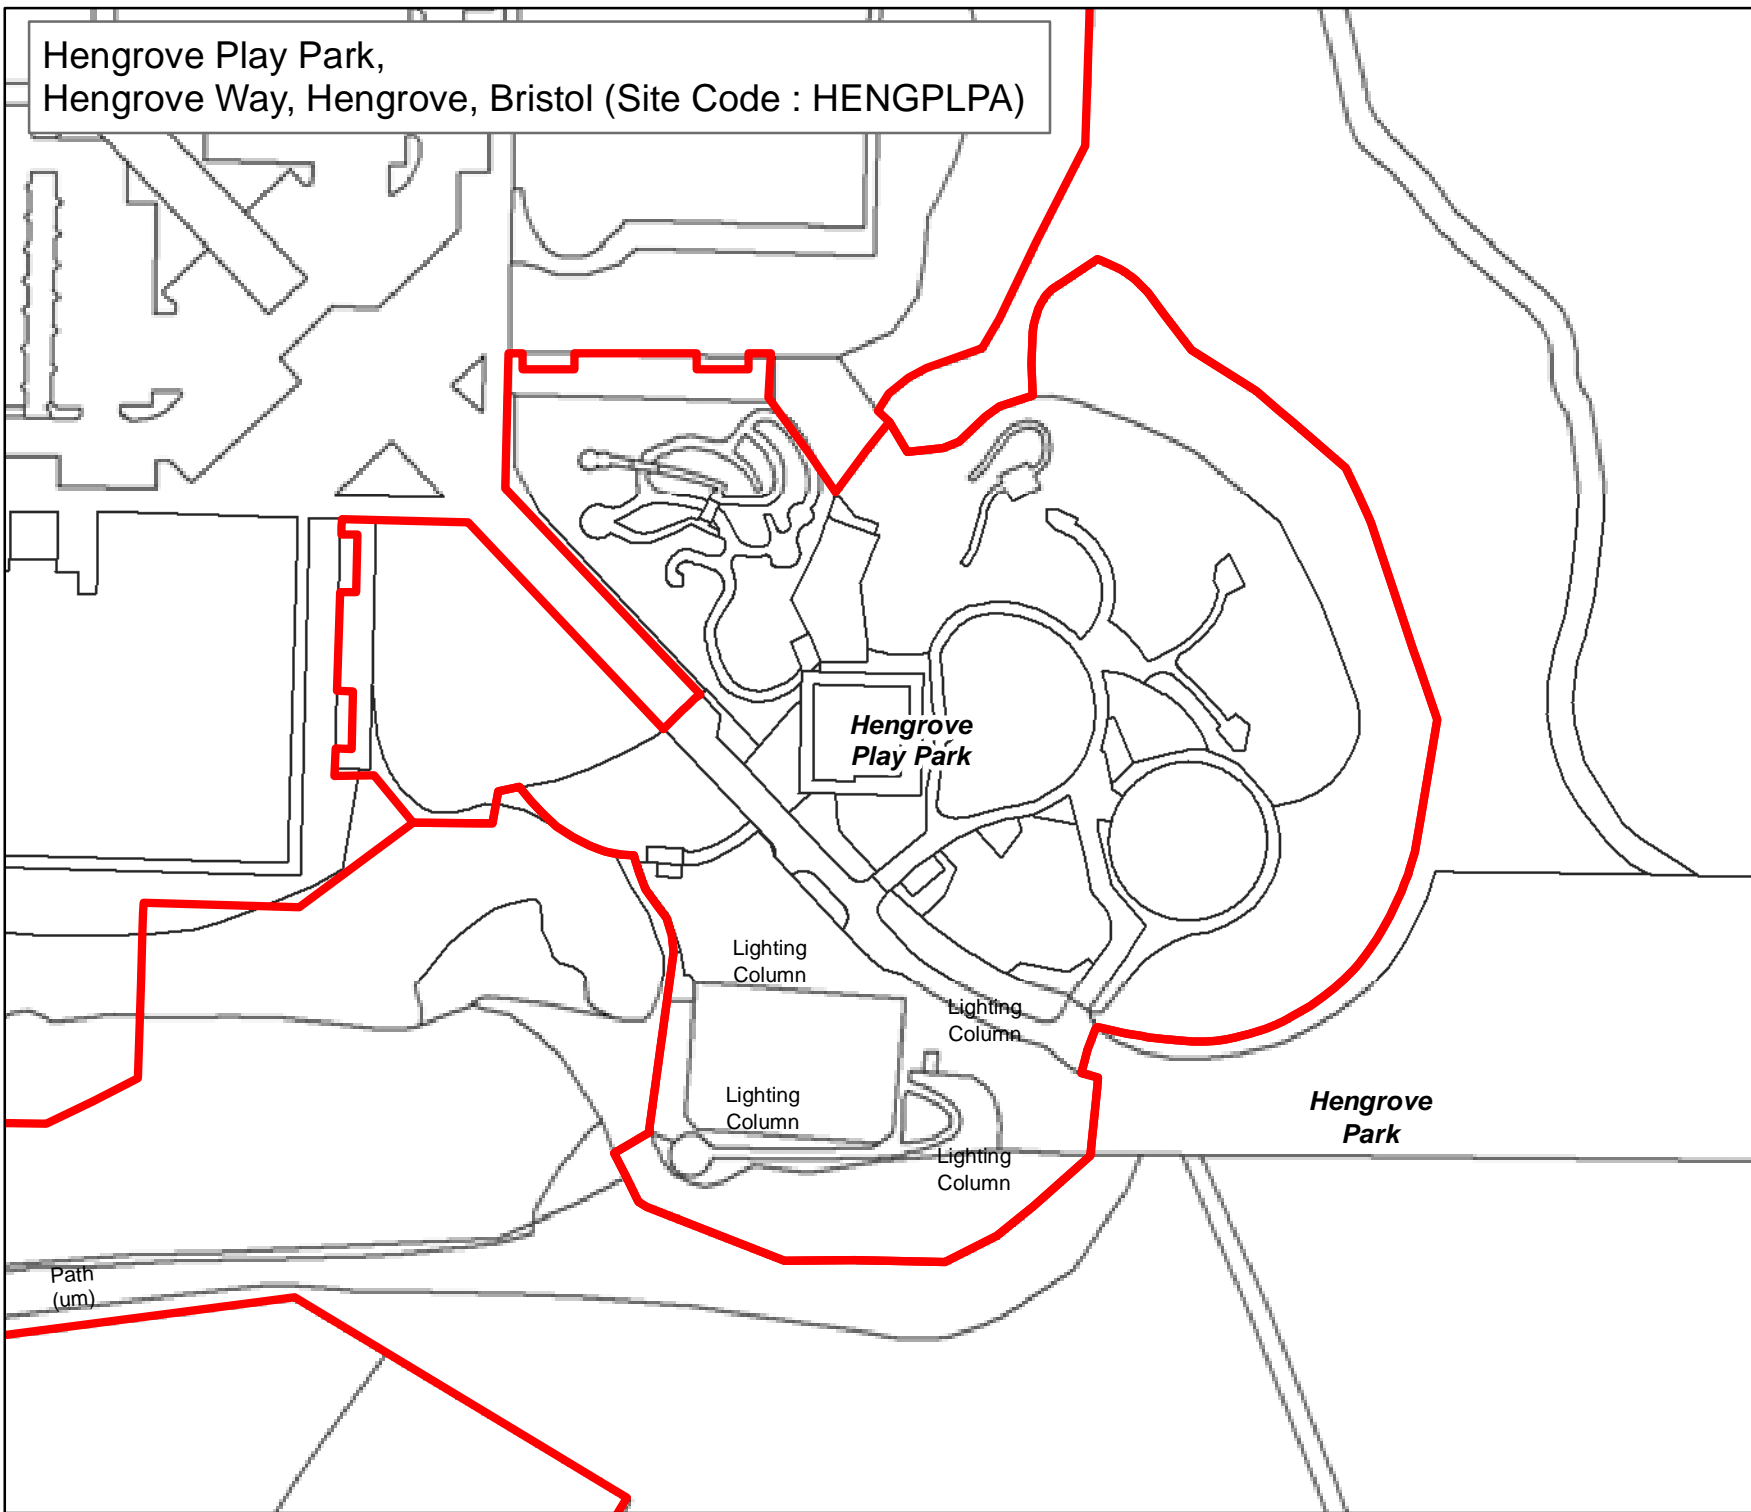 Hengrove Play Park,
Hengrove Way, Hengrove, Bristol (Site Code : HENGPLPA)
Hengrove
Play Park
Lighting
Column
Lighting
Column
Lighting
Column
Hengrove
Park
Lighting
Column
Path
(um)